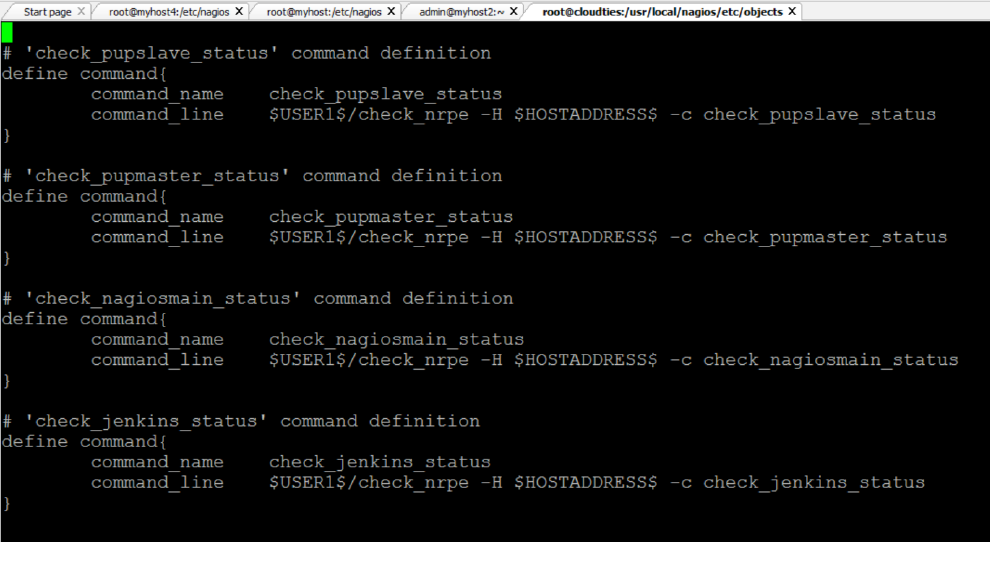 Start page X root@myhost4:/etc/nagios X root@myhost:/etc/nagios X admin@myhost2:~ X root@cloudties:/usr/local/nagios/etc/objects X
# 'check_pupslave_status' command definition
define command{
command_name check_pupslave_status
command_line $USER1$/check_nrpe -H $HOSTADDRESS$ -c check_pupslave_status
}
# 'check_pupmaster_status' command definition
define command{
command_name check_pupmaster_status
command_line $USER1$/check_nrpe -H $HOSTADDRESS$ -c check_pupmaster_status
}
# 'check_nagiosmain_status' command definition
define command{
command_name check_nagiosmain_status
command_line $USER1$/check_nrpe -H $HOSTADDRESS$ -c check_nagiosmain_status
}
# 'check_jenkins_status' command definition
define command{
command_name check_jenkins_status
command_line $USER1$/check_nrpe -H $HOSTADDRESS$ -c check_jenkins_status
}